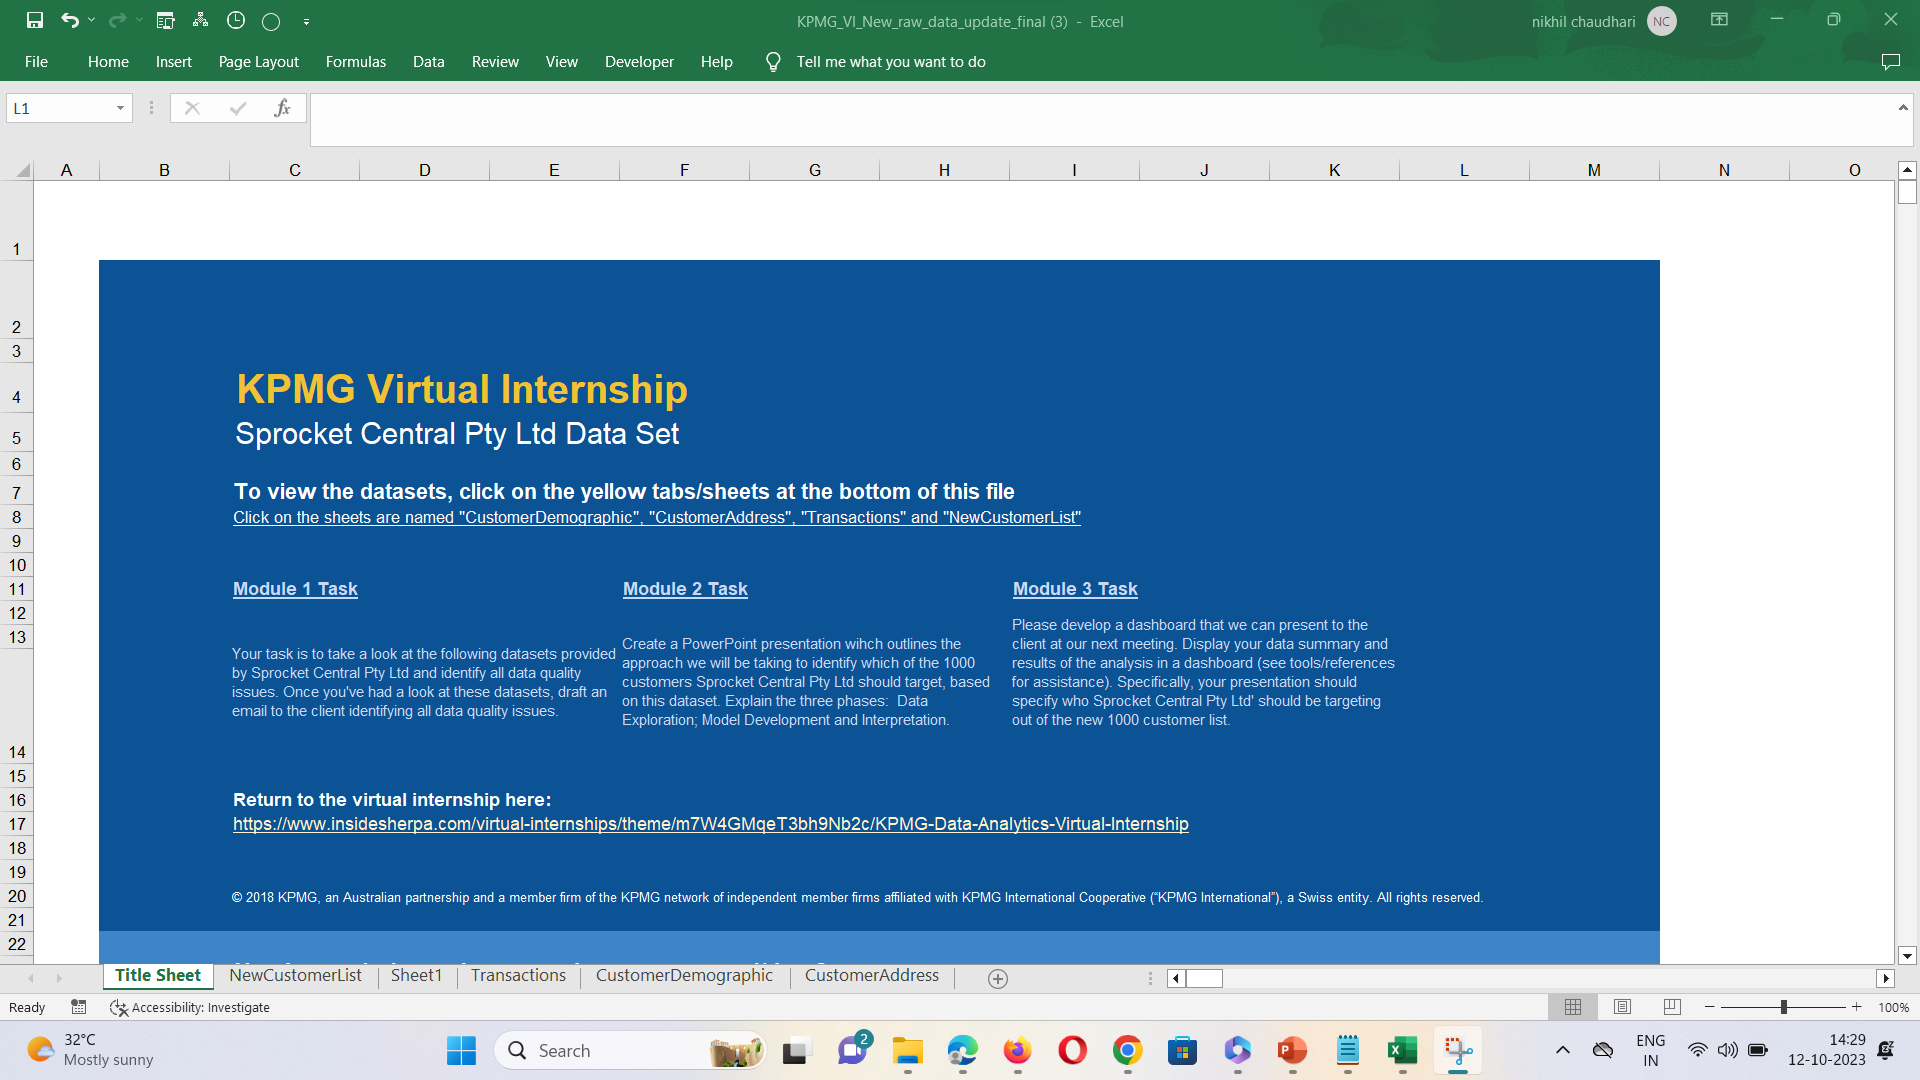 KPMG_VI_New_raw_data_update_final (3)  -  Excel
nikhil chaudhari
NC
File
Home
Insert
Page Layout
Formulas
Data
Review
View
Developer
Help
Tell me what you want to do
L1
fx
A B C D E F G H I J K L M N O
1
2
3
4
5
6
7
8
9
10
11
12
13
14
15
16
17
18
19
20
21
22
KPMG Virtual Internship
Sprocket Central Pty Ltd Data Set
To view the datasets, click on the yellow tabs/sheets at the bottom of this file
Click on the sheets are named "CustomerDemographic", "CustomerAddress", "Transactions" and "NewCustomerList"
Module 1 Task
Your task is to take a look at the following datasets provided
by Sprocket Central Pty Ltd and identify all data quality
issues. Once you've had a look at these datasets, draft an
email to the client identifying all data quality issues.
Module 2 Task
Create a PowerPoint presentation wihch outlines the
approach we will be taking to identify which of the 1000
customers Sprocket Central Pty Ltd should target, based
on this dataset. Explain the three phases:  Data
Exploration; Model Development and Interpretation.
Module 3 Task
Please develop a dashboard that we can present to the
client at our next meeting. Display your data summary and
results of the analysis in a dashboard (see tools/references
for assistance). Specifically, your presentation should
specify who Sprocket Central Pty Ltd' should be targeting
out of the new 1000 customer list.
Return to the virtual internship here:
https://www.insidesherpa.com/virtual-internships/theme/m7W4GMqeT3bh9Nb2c/KPMG-Data-Analytics-Virtual-Internship
© 2018 KPMG, an Australian partnership and a member firm of the KPMG network of independent member firms affiliated with KPMG International Cooperative (“KPMG International”), a Swiss entity. All rights reserved.
Title Sheet
NewCustomerList
Sheet1
Transactions
CustomerDemographic
CustomerAddress
Ready
Accessibility: Investigate
100%
32°C
Mostly sunny
Search
2
ENG
IN
14:29
12-10-2023